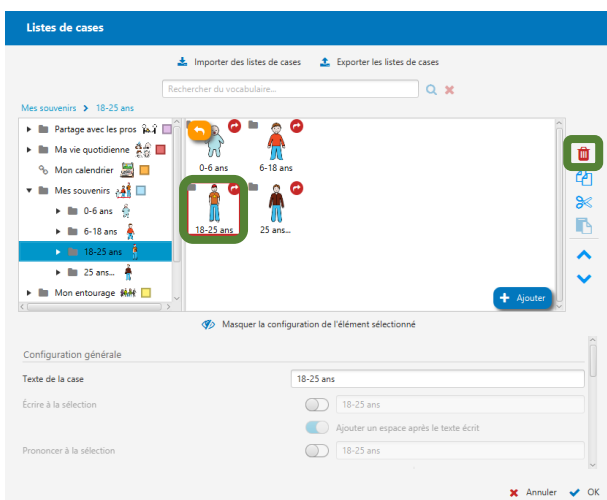 Listes de cases
Importer des listes de cases Exporter les listes de cases
Rechercher du vocabulaire...
Mes souvenirs > 18-25 ans
Partage avec les pros
Ma vie quotidienne
Mon calendrier
Mes souvenirs
0-6 ans
6-18 ans
18-25 ans
25 ans...
Mon entourage
0-6 ans 6-18 ans
18-25 ans 25 ans...
+ Ajouter
Masquer la configuration de l'élément sélectionné
Configuration générale
Texte de la case 18-25 ans
Écrire à la sélection 18-25 ans
Ajouter un espace après le texte écrit
Prononcer à la sélection 18-25 ans
Annuler OK